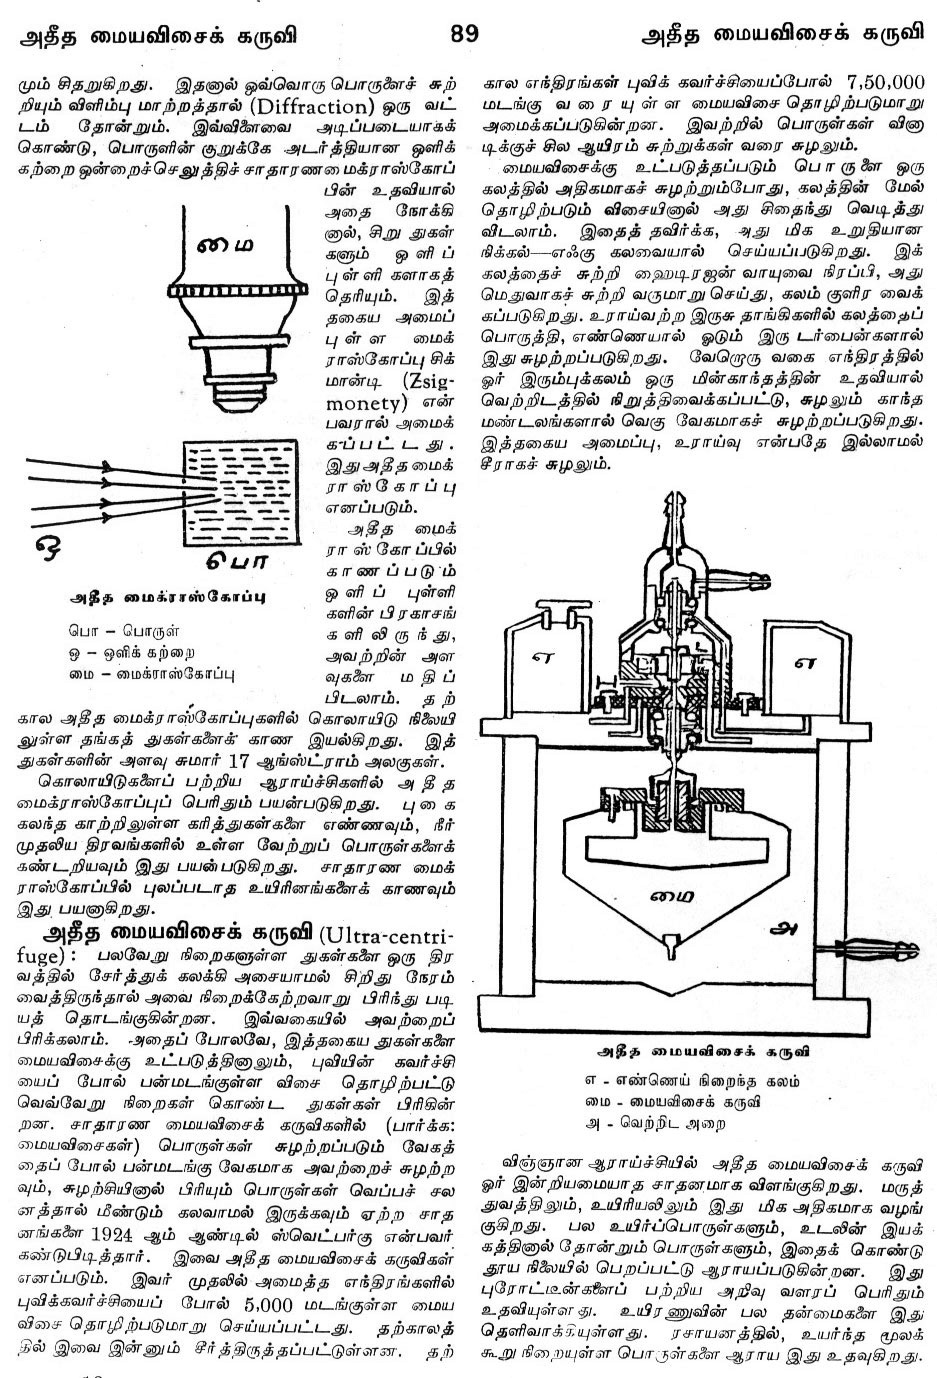 அதீத மையவிசைக் கருவி
89
அதீத மையவிசைக் கருவி
மும் சிதறுகிறது. இதனால் ஒவ்வொரு பொருளைச் சுற்
றியும் விளிம்பு மாற்றத்தால் (Diffraction) ஒரு வட்
டம் தோன்றும். இவ்விளைவை அடிப்படையாகக்
கொண்டு, பொருளின் குறுக்கே அடர்த்தியான ஒளிக்
கற்றை ஒன்றைச்செலுத்திச் சாதாரணமைக்ராஸ்கோப்
பின் உதவியால்
அதை நோக்கி
னால், சிறு துகள்
களும் ஒளிப்
புள்ளிகளாகத்
தெரியும். இத்
தகைய அமைப்
புள்ள மைக்
ராஸ்கோப்பு சிக்
மாண்டி (Zsig-
monety) என்
பவரால் அமைக்
கப்பட்டது.
இது அதீதமைக்
ராஸ்கோப்பு
எனப்படும்.
அதீத மைக்
ராஸ்கோப்பில்
காணப்படும்
ஒளிப் புள்ளி
களின் பிரகாசங்
களிலிருந்து,
அவற்றின் அள
வுகளை மதிப்
பிடலாம். தற்
மை
ஒ
பொ
அதீத மைக்ராஸ்கோப்பு
பொ – பொருள்
ஒ – ஒளிக் கற்றை
மை – மைக்ராஸ்கோப்பு
கால அதீத மைக்ராஸ்கோப்புகளில் கொலாயிடு நிலையி
லுள்ள தங்கத் துகள்களைக் காண இயல்கிறது. இத்
துகள்களின் அளவு சுமார் 17 ஆங்ஸ்ட்ராம் அலகுகள்.
கொலாயிடுகளைப் பற்றிய ஆராய்ச்சிகளில் அதீத
மைக்ராஸ்கோப்புப் பெரிதும் பயன்படுகிறது. புகை
கலந்த காற்றிலுள்ள கரித்துகள்களை எண்ணவும், நீர்
முதலிய திரவங்களில் உள்ள வேற்றுப் பொருள்களைக்
கண்டறியவும் இது பயன்படுகிறது. சாதாரண மைக்
ராஸ்கோப்பில் புலப்படாத உயிரினங்களைக் காணவும்
இது பயனாகிறது.
அதீத மையவிசைக் கருவி (Ultra-centri-
fuge) : பலவேறு நிறைகளுள்ள துகள்களை ஒரு திர
வத்தில் சேர்த்துக் கலக்கி அசையாமல் சிறிது நேரம்
வைத்திருந்தால் அவை நிறைக்கேற்றவாறு பிரிந்து படி
யத் தொடங்குகின்றன. இவ்வகையில் அவற்றைப்
பிரிக்கலாம். அதைப் போலவே, இத்தகைய துகள்களை
மையவிசைக்கு உட்படுத்தினாலும், புவியின் கவர்ச்சி
யைப் போல் பன்மடங்குள்ள விசை தொழிற்பட்டு
வெவ்வேறு நிறைகள் கொண்ட துகள்கள் பிரிகின்
றன. சாதாரண மையவிசைக் கருவிகளில் (பார்க்க:
மையவிசைகள்) பொருள்கள் சுழற்றப்படும் வேகத்
தைப் போல் பன்மடங்கு வேகமாக அவற்றைச் சுழற்ற
வும், சுழற்சியினால் பிரியும் பொருள்கள் வெப்பச் சல
னத்தால் மீண்டும் கலவாமல் இருக்கவும் ஏற்ற சாத
னங்களை 1924 ஆம் ஆண்டில் ஸ்வெட்பர்கு என்பவர்
கண்டுபிடித்தார். இவை அதீத மையவிசைக் கருவிகள்
எனப்படும். இவர் முதலில் அமைத்த எந்திரங்களில்
புவிக்கவர்ச்சியைப் போல் 5,000 மடங்குள்ள மைய
விசை தொழிற்படுமாறு செய்யப்பட்டது. தற்காலத்
தில் இவை இன்னும் சீர்த்திருத்தப்பட்டுள்ளன. தற்
கால எந்திரங்கள் புவிக் கவர்ச்சியைப்போல் 7,50,000
மடங்கு வரையுள்ள மையவிசை தொழிற்படுமாறு
அமைக்கப்படுகின்றன. இவற்றில் பொருள்கள் வினா
டிக்குச் சில ஆயிரம் சுற்றுக்கள் வரை சுழலும்.
மையவிசைக்கு உட்படுத்தப்படும் பொருளை ஒரு
கலத்தில் அதிகமாகச் சுழற்றும்போது, கலத்தின் மேல்
தொழிற்படும் விசையினால் அது சிதைந்து வெடித்து
விடலாம். இதைத் தவிர்க்க, அது மிக உறுதியான
நிக்கல்—எஃகு கலவையால் செய்யப்படுகிறது. இக்
கலத்தைச் சுற்றி ஹைடிரஜன் வாயுவை நிரப்பி, அது
மெதுவாகச் சுற்றி வருமாறு செய்து, கலம் குளிர வைக்
கப்படுகிறது. உராய்வற்ற இருசு தாங்கிகளில் கலத்தைப்
பொருத்தி, எண்ணெயால் ஓடும் இரு டர்பைன்களால்
இது சுழற்றப்படுகிறது. வேறொரு வகை எந்திரத்தில்
ஓர் இரும்புக்கலம் ஒரு மின்காந்தத்தின் உதவியால்
வெற்றிடத்தில் நிறுத்திவைக்கப்பட்டு, சுழலும் காந்த
மண்டலங்களால் வெகு வேகமாகச் சுழற்றப்படுகிறது.
இத்தகைய அமைப்பு, உராய்வு என்பதே இல்லாமல்
சீராகச் சுழலும்.
எ
எ
மை
அ
அதீத மையவிசைக் கருவி
எ - எண்ணெய் நிறைந்த கலம்
மை - மையவிசைக் கருவி
அ - வெற்றிட அறை
விஞ்ஞான ஆராய்ச்சியில் அதீத மையவிசைக் கருவி
ஓர் இன்றியமையாத சாதனமாக விளங்குகிறது. மருத்
துவத்திலும், உயிரியலிலும் இது மிக அதிகமாக வழங்
குகிறது. பல உயிர்ப்பொருள்களும், உடலின் இயக்
கத்தினால் தோன்றும் பொருள்களும், இதைக் கொண்டு
தூய நிலையில் பெறப்பட்டு ஆராயப்படுகின்றன. இது
புரோட்டீன்களைப் பற்றிய அறிவு வளரப் பெரிதும்
உதவியுள்ளது. உயிரணுவின் பல தன்மைகளை இது
தெளிவாக்கியுள்ளது. ரசாயனத்தில், உயர்ந்த மூலக்
கூறு நிறையுள்ள பொருள்களை ஆராய இது உதவுகிறது.